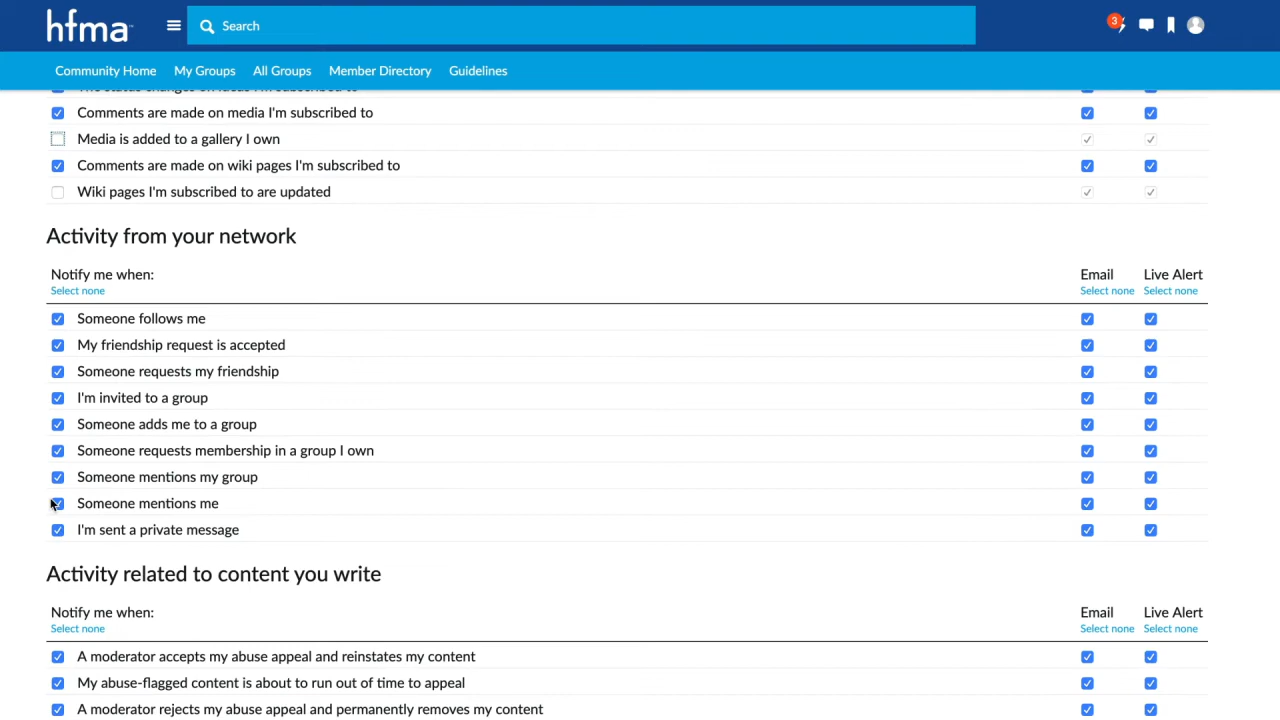 hfma
Search
3
Community Home My Groups All Groups Member Directory Guidelines
The status changes on ideas I'm subscribed to
Comments are made on media I'm subscribed to
Media is added to a gallery I own
Comments are made on wiki pages I'm subscribed to
Wiki pages I'm subscribed to are updated
Activity from your network
Notify me when: Email Live Alert
Select none Select none Select none
Someone follows me
My friendship request is accepted
Someone requests my friendship
I'm invited to a group
Someone adds me to a group
Someone requests membership in a group I own
Someone mentions my group
Someone mentions me
I'm sent a private message
Activity related to content you write
Notify me when: Email Live Alert
Select none Select none Select none
A moderator accepts my abuse appeal and reinstates my content
My abuse-flagged content is about to run out of time to appeal
A moderator rejects my abuse appeal and permanently removes my content